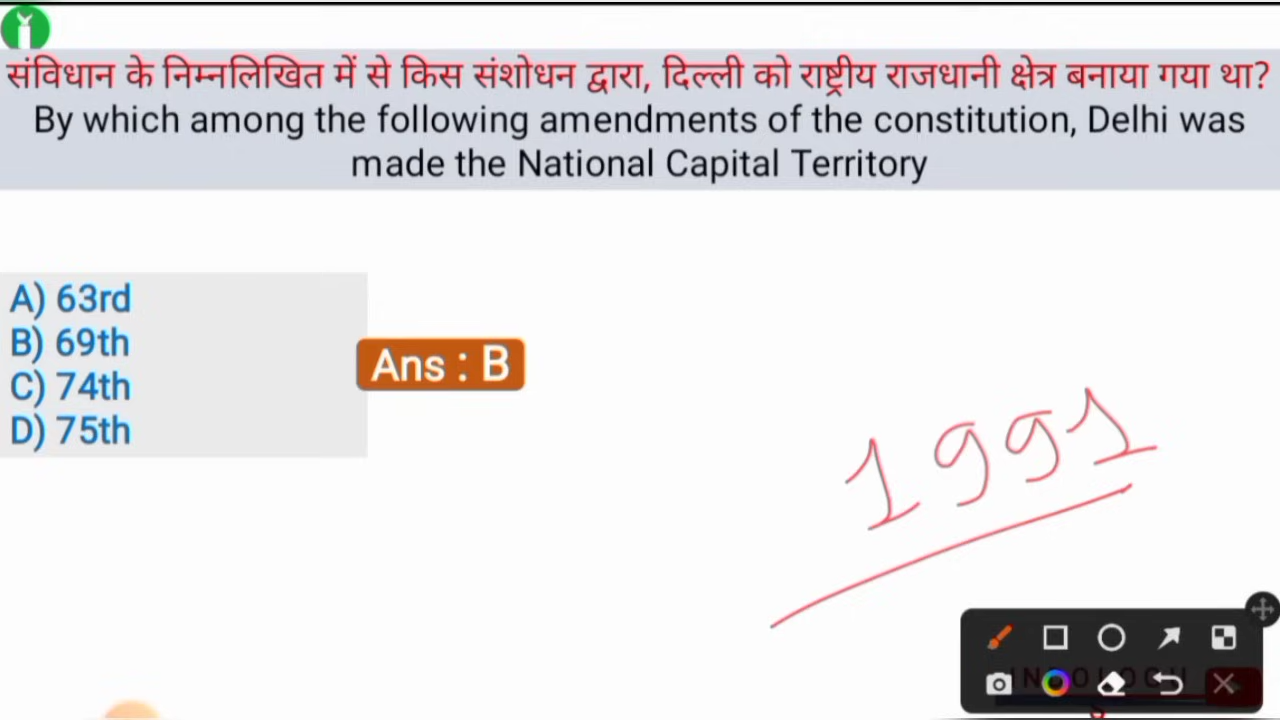 संविधान के निम्नलिखित में से किस संशोधन द्वारा, दिल्ली को राष्ट्रीय राजधानी क्षेत्र बनाया गया था?
By which among the following amendments of the constitution, Delhi was
made the National Capital Territory
A) 63rd
B) 69th
C) 74th
D) 75th
Ans : B
1991